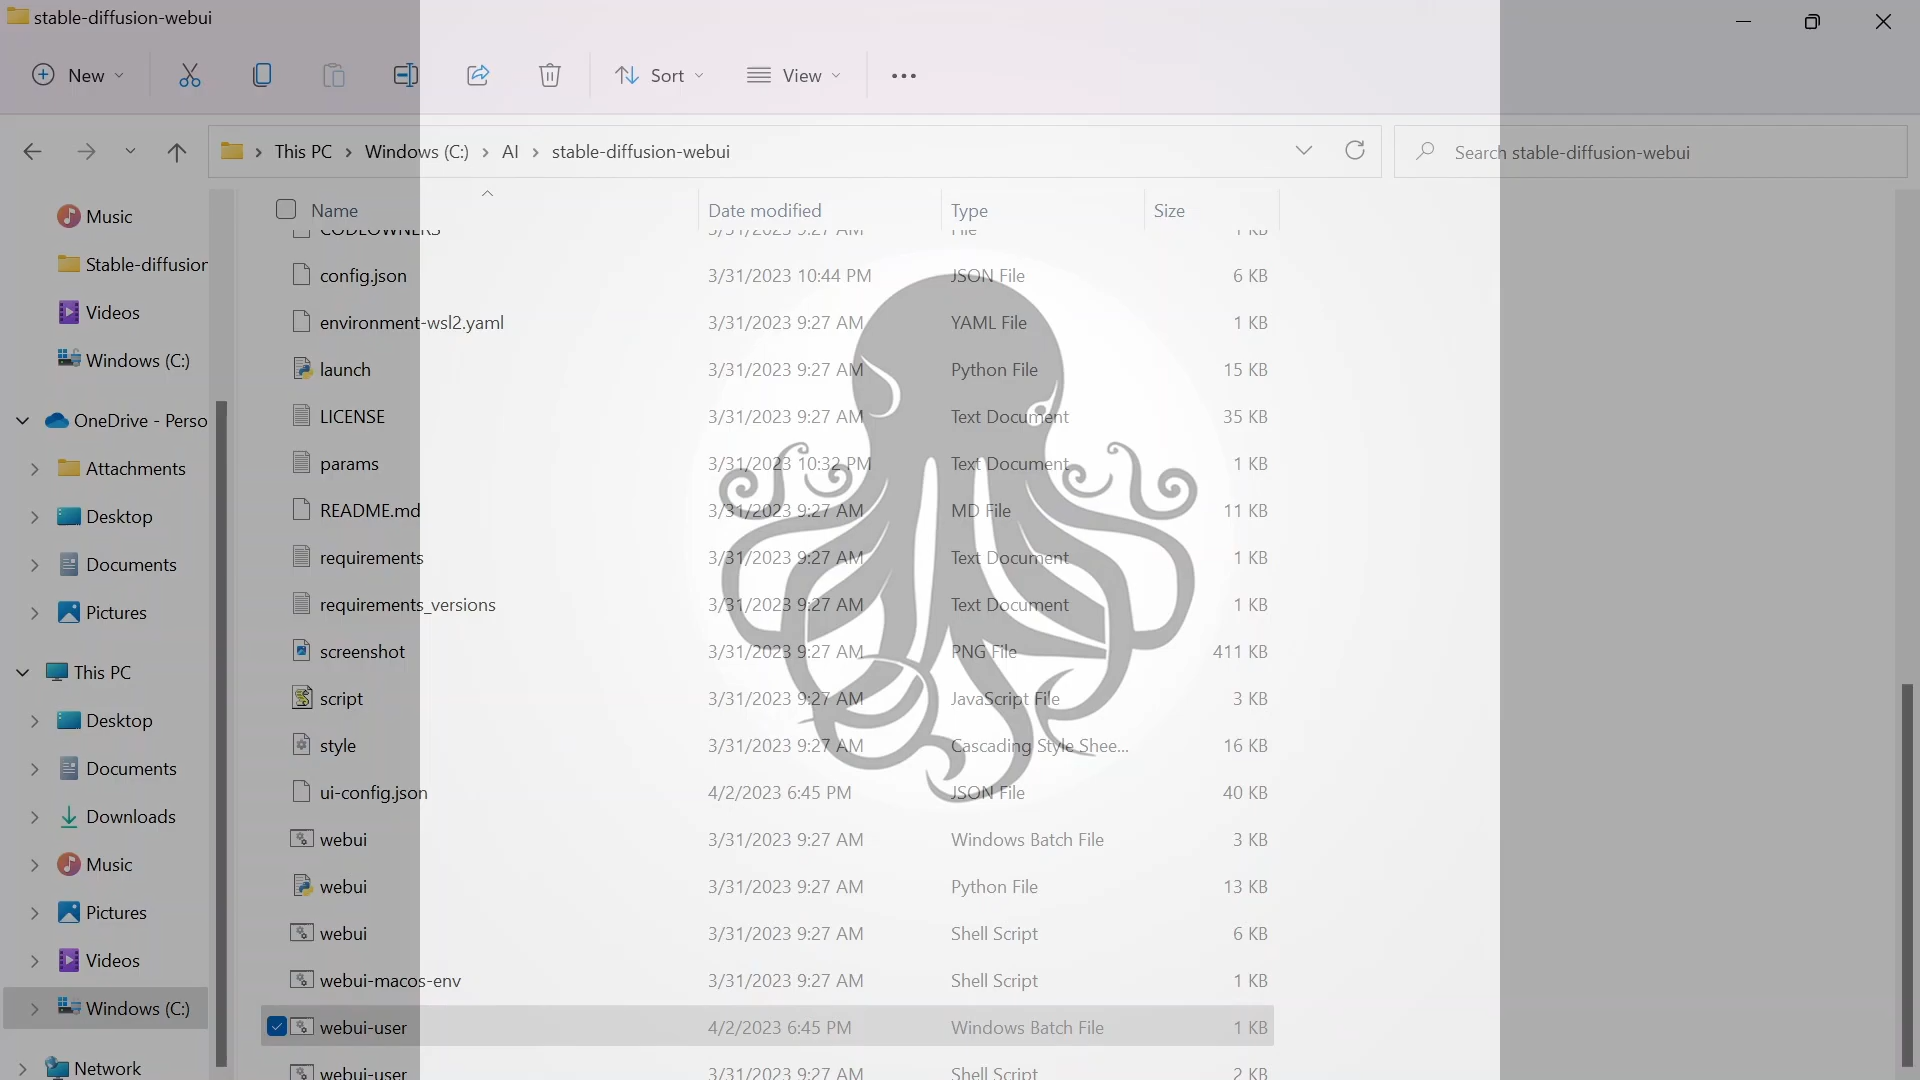 stable-diffusion-webui
New
Sort
View
This PC
Windows (C:)
AI
stable-diffusion-webui
Search stable-diffusion-webui
Music
Stable-diffusion
Videos
Windows (C:)
OneDrive - Perso
Attachments
Desktop
Documents
Pictures
This PC
Desktop
Documents
Downloads
Music
Pictures
Videos
Windows (C:)
Network
Name Date modified Type Size
CODEOWNERS 3/31/2023 9:27 AM File 1 KB
config.json 3/31/2023 10:44 PM JSON File 6 KB
environment-wsl2.yaml 3/31/2023 9:27 AM YAML File 1 KB
launch 3/31/2023 9:27 AM Python File 15 KB
LICENSE 3/31/2023 9:27 AM Text Document 35 KB
params 3/31/2023 10:32 PM Text Document 1 KB
README.md 3/31/2023 9:27 AM MD File 11 KB
requirements 3/31/2023 9:27 AM Text Document 1 KB
requirements_versions 3/31/2023 9:27 AM Text Document 1 KB
screenshot 3/31/2023 9:27 AM PNG File 411 KB
script 3/31/2023 9:27 AM JavaScript File 3 KB
style 3/31/2023 9:27 AM Cascading Style Shee... 16 KB
ui-config.json 4/2/2023 6:45 PM JSON File 40 KB
webui 3/31/2023 9:27 AM Windows Batch File 3 KB
webui 3/31/2023 9:27 AM Python File 13 KB
webui 3/31/2023 9:27 AM Shell Script 6 KB
webui-macos-env 3/31/2023 9:27 AM Shell Script 1 KB
webui-user 4/2/2023 6:45 PM Windows Batch File 1 KB
webui-user 3/31/2023 9:27 AM Shell Script 2 KB